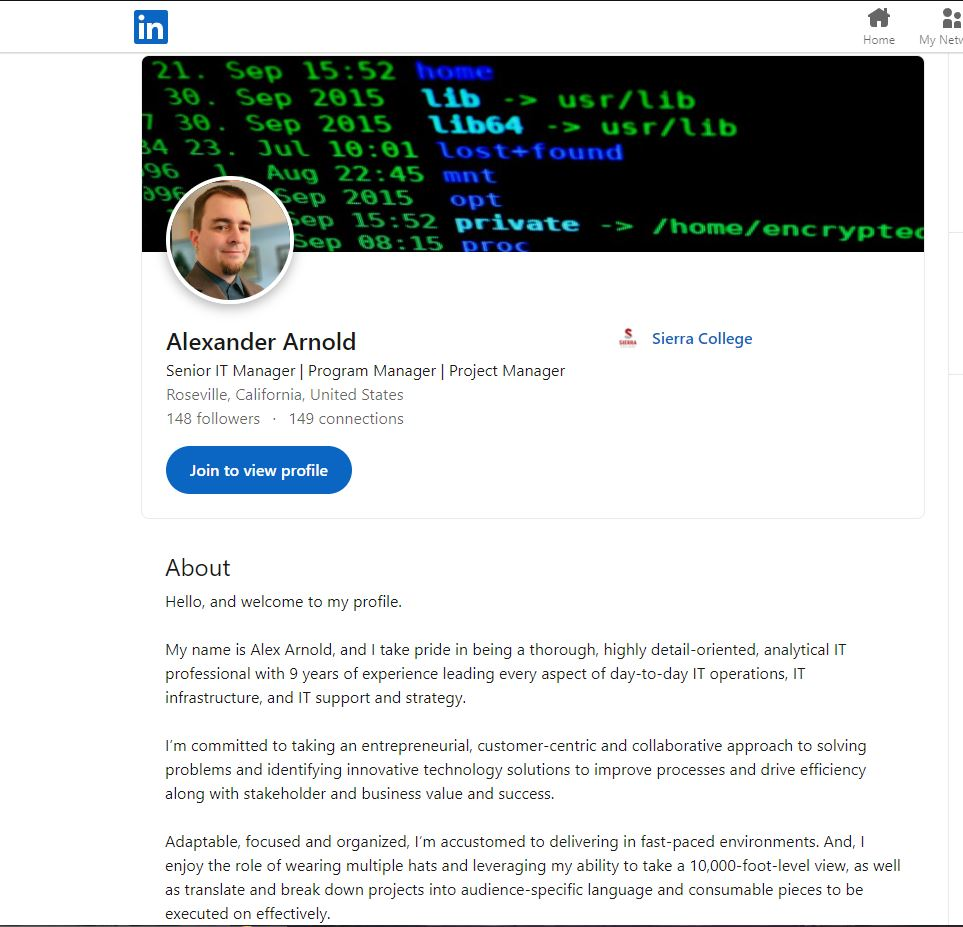 in
Home
My Netw
21. Sep 15:52 home
30. Sep 2015 lib -> usr/lib
7 30. Sep 2015 lib64 -> usr/lib
34 23. Jul 10:01 lost+found
96 1. Aug 22:45 mnt
096 Sep 2015 opt
Sep 15:52 private -> /home/encrypted
Sep 08:15 proc
Alexander Arnold
S
SIERRA
Sierra College
Senior IT Manager | Program Manager | Project Manager
Roseville, California, United States
148 followers · 149 connections
Join to view profile
About
Hello, and welcome to my profile.
My name is Alex Arnold, and I take pride in being a thorough, highly detail-oriented, analytical IT
professional with 9 years of experience leading every aspect of day-to-day IT operations, IT
infrastructure, and IT support and strategy.
I'm committed to taking an entrepreneurial, customer-centric and collaborative approach to solving
problems and identifying innovative technology solutions to improve processes and drive efficiency
along with stakeholder and business value and success.
Adaptable, focused and organized, I'm accustomed to delivering in fast-paced environments. And, I
enjoy the role of wearing multiple hats and leveraging my ability to take a 10,000-foot-level view, as well
as translate and break down projects into audience-specific language and consumable pieces to be
executed on effectively.